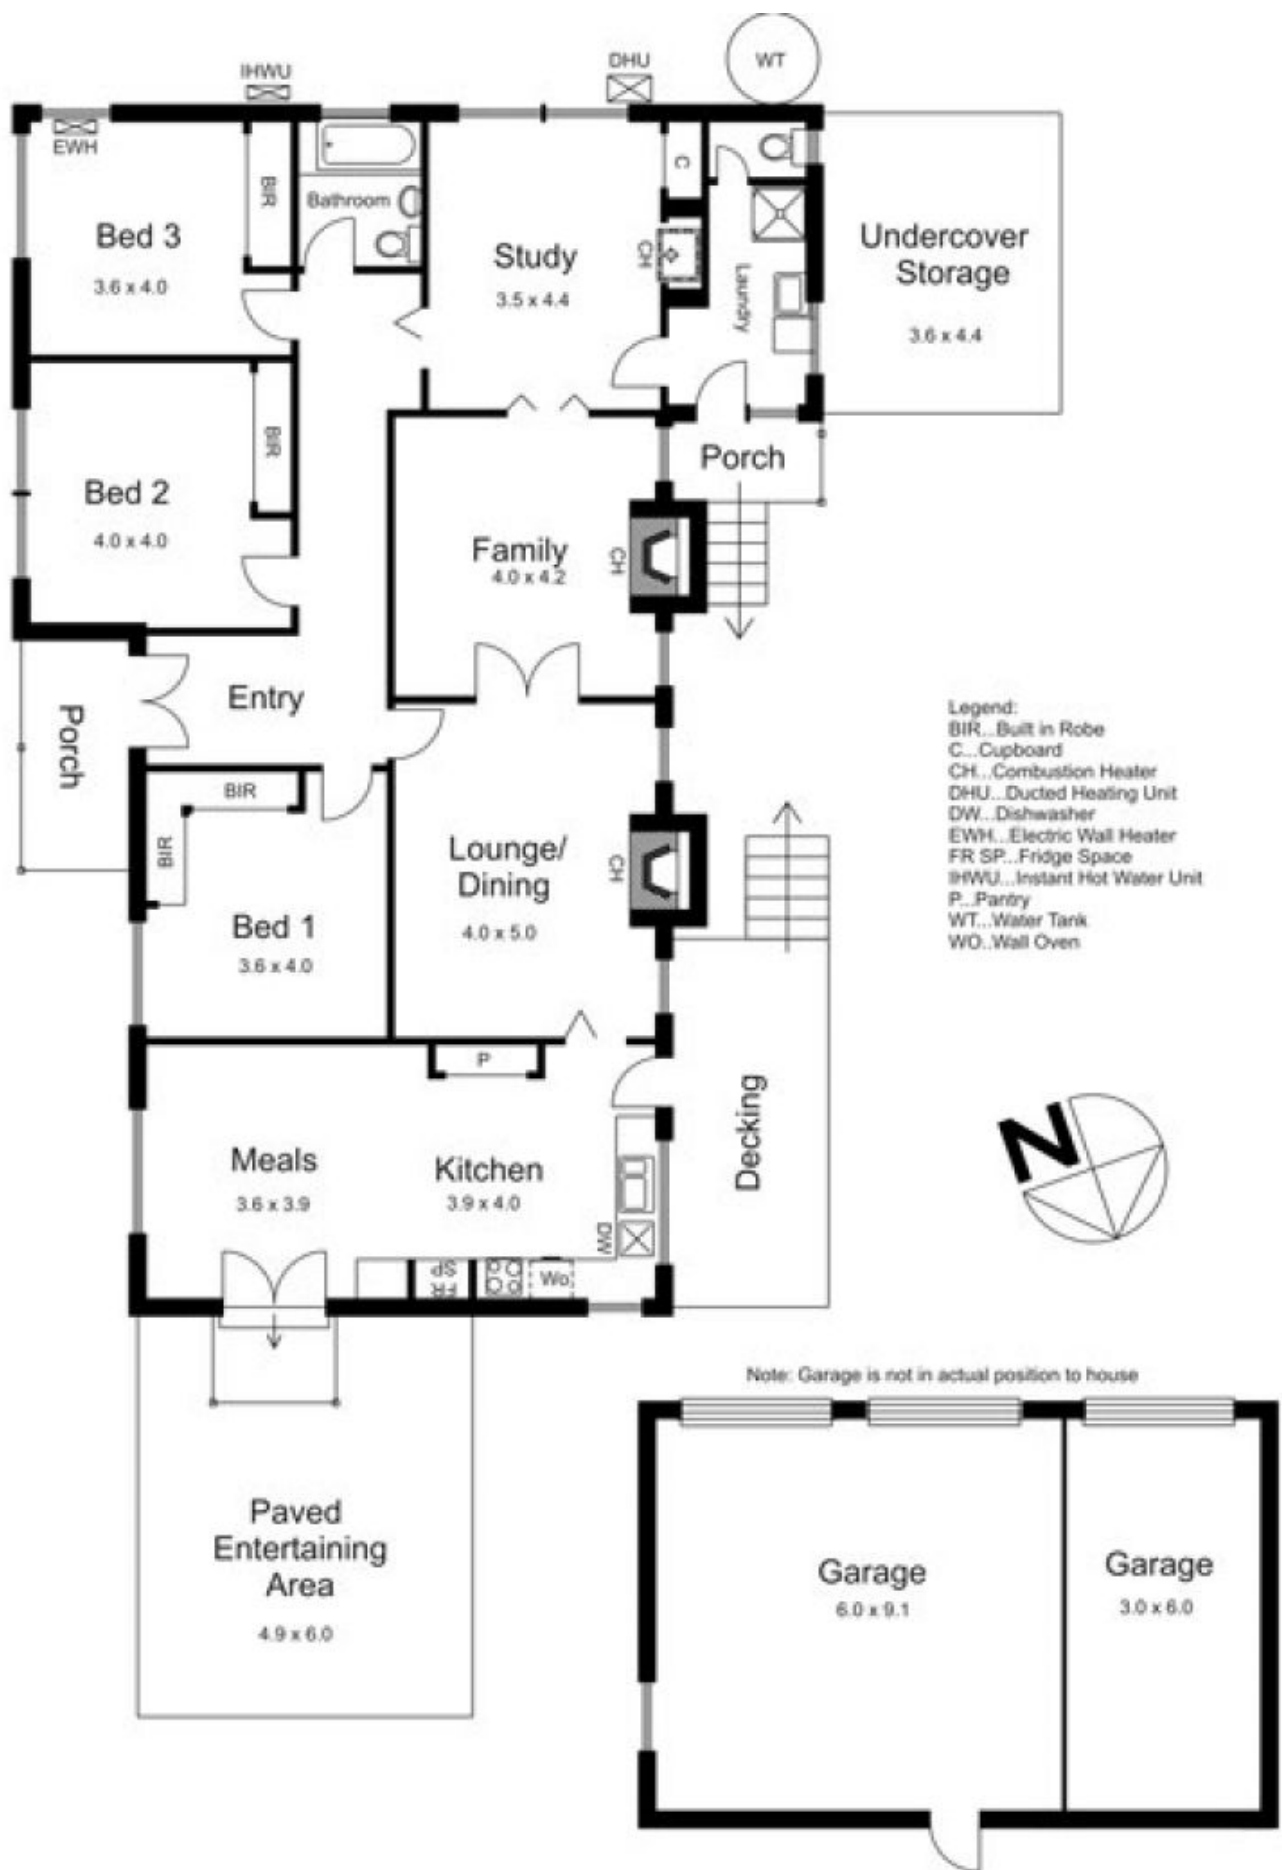 IHWU
DHU
WT
EWH
BIR
Bed 3
3.6 x 4.0
Bathroom
Study
3.5 x 4.4
C
CH
Laundry
Undercover
Storage
3.6 x 4.4
BIR
Bed 2
4.0 x 4.0
Family
4.0 x 4.2
CH
Porch
Entry
Porch
BIR
BIR
Bed 1
3.6 x 4.0
Lounge/
Dining
4.0 x 5.0
CH
Legend:
BIR...Built in Robe
C...Cupboard
CH...Combustion Heater
DHU...Ducted Heating Unit
DW...Dishwasher
EWH...Electric Wall Heater
FR SP...Fridge Space
IHWU...Instant Hot Water Unit
P...Pantry
WT...Water Tank
WO..Wall Oven
P
Meals
3.6 x 3.9
Kitchen
3.9 x 4.0
DW
FR
SP
Wo
Decking
N
Paved
Entertaining
Area
4.9 x 6.0
Note: Garage is not in actual position to house
Garage
6.0 x 9.1
Garage
3.0 x 6.0